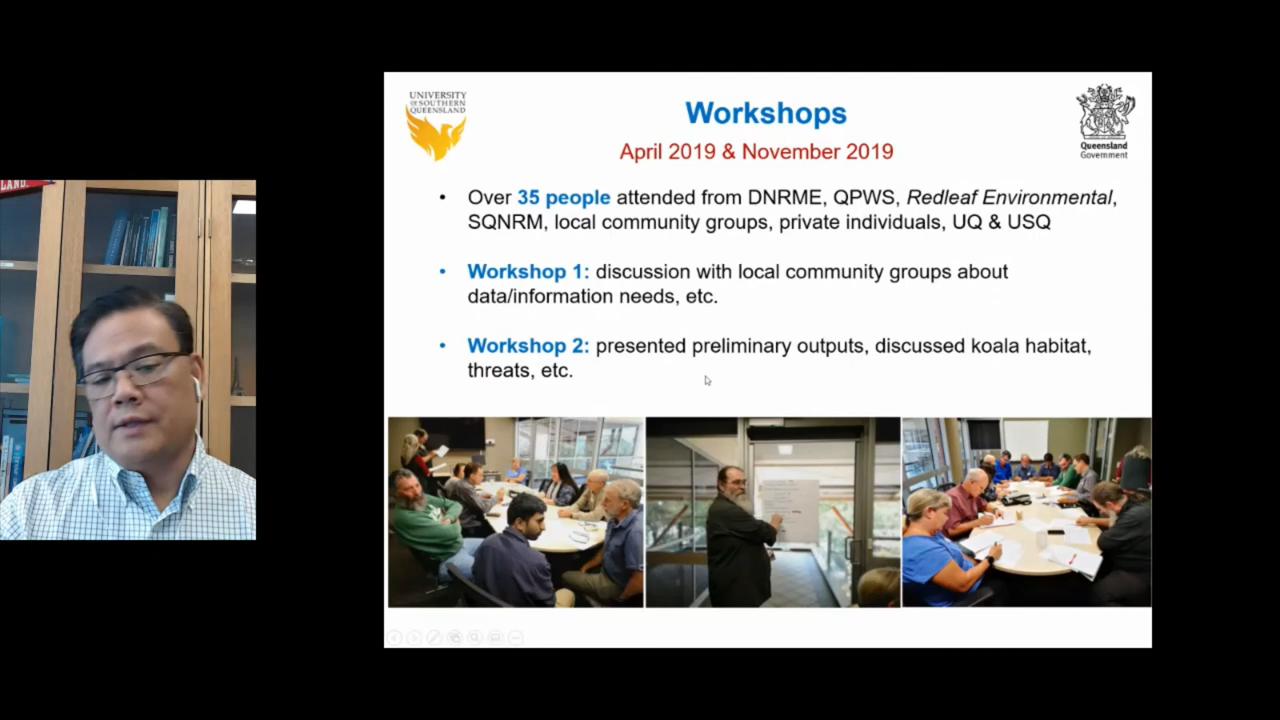 LAND.
UNIVERSITY
OF SOUTHERN
QUEENSLAND
Workshops
April 2019 & November 2019
Queensland
Government
• Over 35 people attended from DNRME, QPWS, Redleaf Environmental,
SQNRM, local community groups, private individuals, UQ & USQ
• Workshop 1: discussion with local community groups about
data/information needs, etc.
• Workshop 2: presented preliminary outputs, discussed koala habitat,
threats, etc.